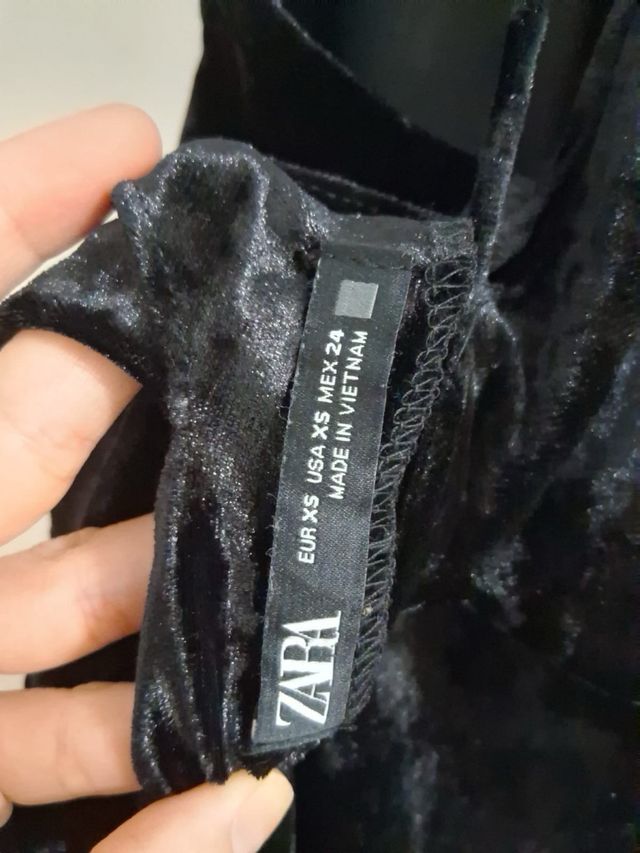 ZARA
EUR XS USA XS MEX 24
MADE IN VIETNAM